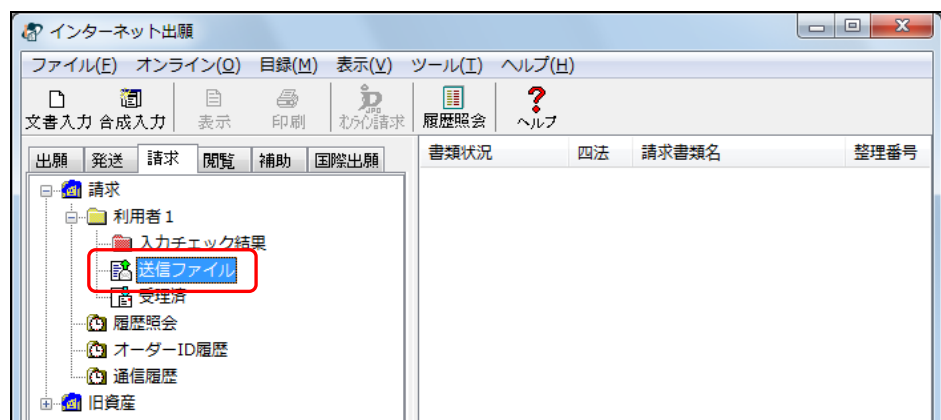 インターネット出願
ファイル(F) オンライン(O) 目録(M) 表示(V) ツール(T) ヘルプ(H)
文書入力 合成入力 表示 印刷 オンライン請求 履歴照会 ヘルプ
出願 発送 請求 閲覧 補助 国際出願
書類状況 四法 請求書類名 整理番号
請求
利用者1
入力チェック結果
送信ファイル
受理済
履歴照会
オーダーID履歴
通信履歴
旧資産